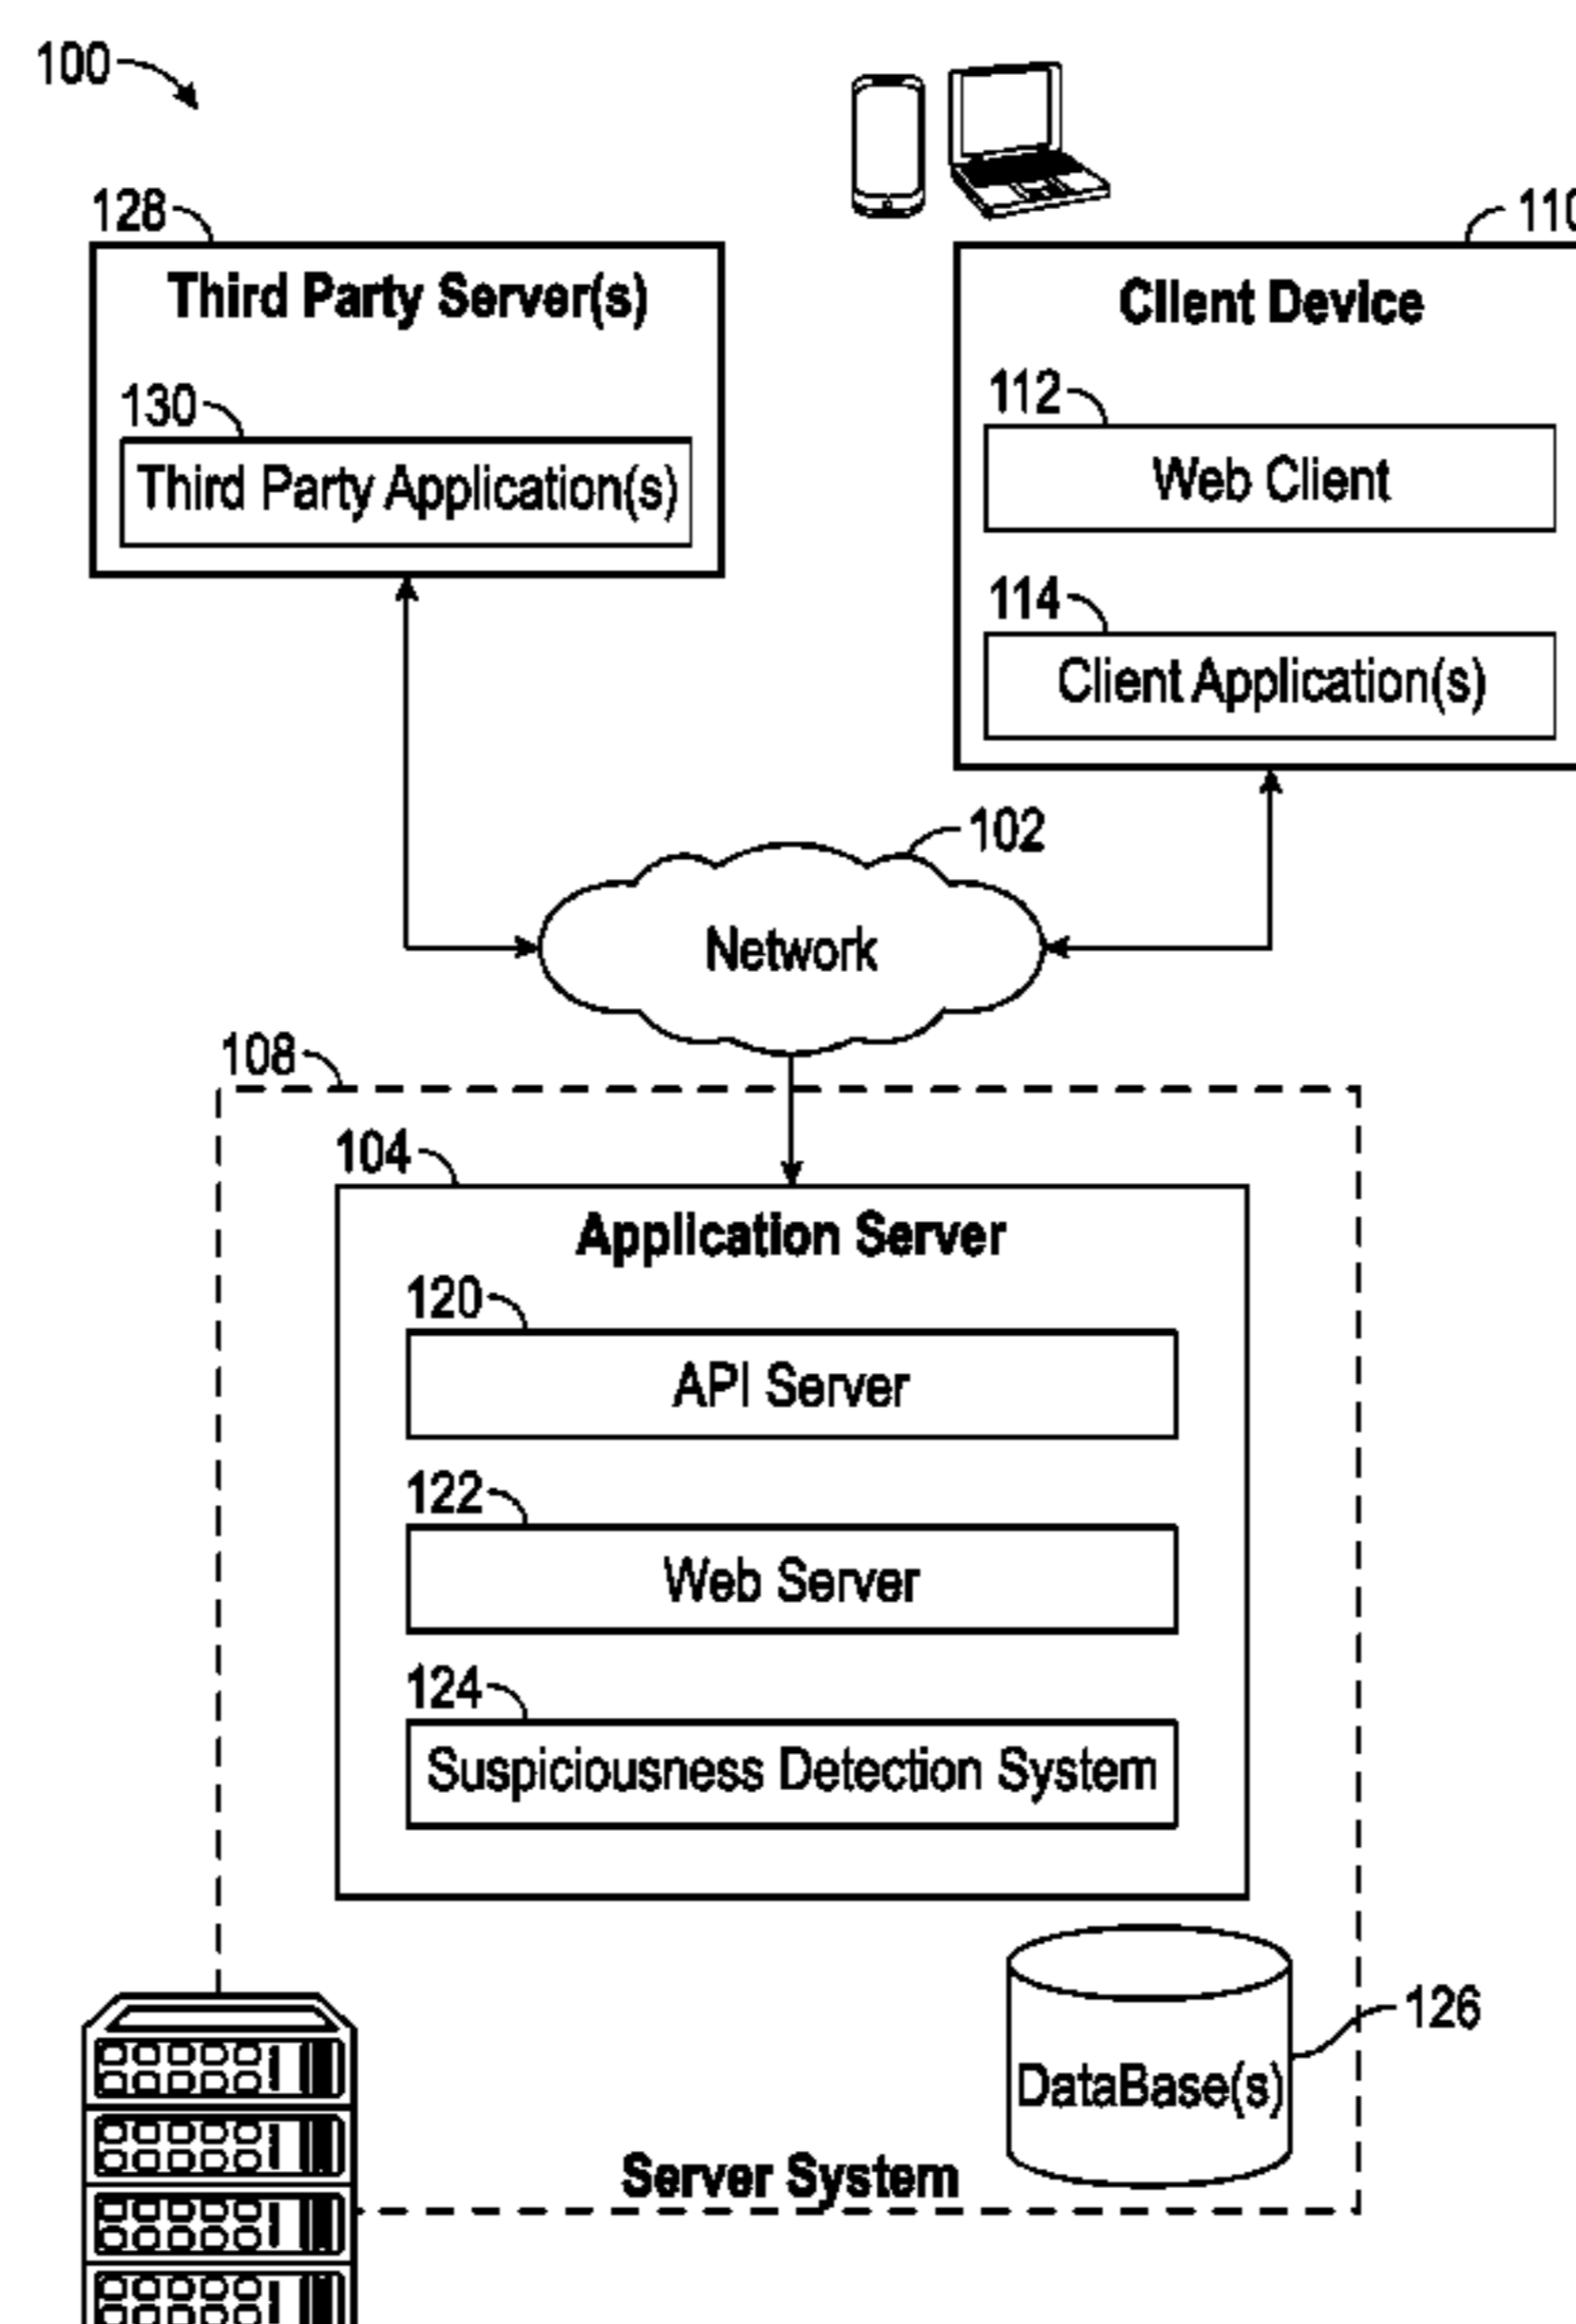 100
128
Third Party Server(s)
130
Third Party Application(s)
110
Client Device
112
Web Client
114
Client Application(s)
102
Network
108
104
Application Server
120
API Server
122
Web Server
124
Suspiciousness Detection System
126
DataBase(s)
Server System